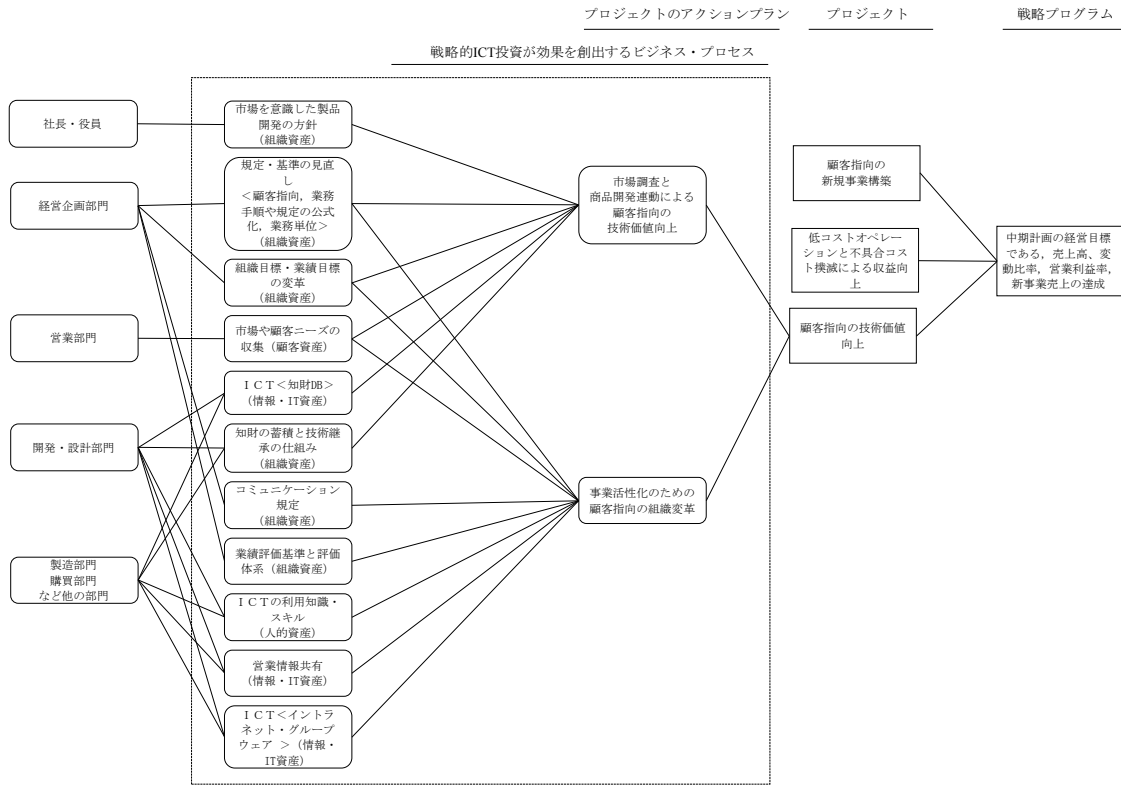 プロジェクトのアクションプラン
プロジェクト
戦略プログラム
戦略的ICT投資が効果を創出するビジネス・プロセス
社長・役員
経営企画部門
営業部門
開発・設計部門
製造部門
購買部門
など他の部門
市場を意識した製品
開発の方針
(組織資産)
規定・基準の見直
し
<顧客指向, 業務
手順や規定の公式
化, 業務単位>
(組織資産)
組織目標・業績目標
の変革
(組織資産)
市場や顧客ニーズの
収集(顧客資産)
ICT<知財DB>
(情報・IT資産)
知財の蓄積と技術継
承の仕組み
(組織資産)
コミュニケーション
規定
(組織資産)
業績評価基準と評価
体系(組織資産)
ICTの利用知識・
スキル
(人的資産)
営業情報共有
(情報・IT資産)
ICT<イントラ
ネット・グループ
ウェア >(情報・
IT資産)
市場調査と
商品開発連動による
顧客指向の
技術価値向上
事業活性化のための
顧客指向の組織変革
顧客指向の
新規事業構築
低コストオペレー
ションと不具合コス
ト撲滅による収益向
上
顧客指向の技術価値
向上
中期計画の経営目標
である, 売上高、変
動比率, 営業利益率,
新事業売上の達成